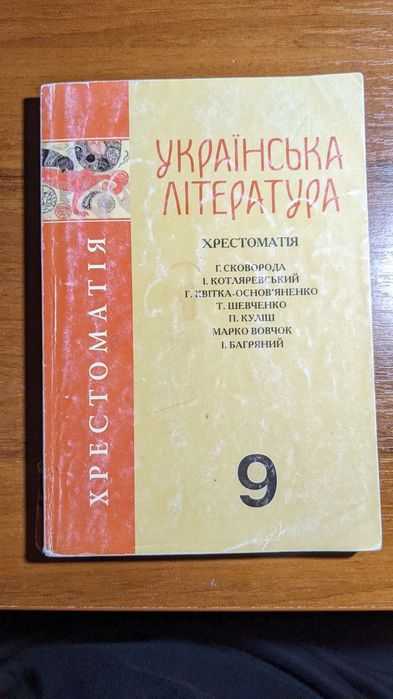 УКРАЇНСЬКА
ЛІТЕРАТУРА
ХРЕСТОМАТІЯ
Г. СКОВОРОДА
І. КОТЛЯРЕВСЬКИЙ
Г. КВІТКА-ОСНОВ'ЯНЕНКО
Т. ШЕВЧЕНКО
П. КУЛІШ
МАРКО ВОВЧОК
І. БАГРЯНИЙ
9
ХРЕСТОМАТІЯ